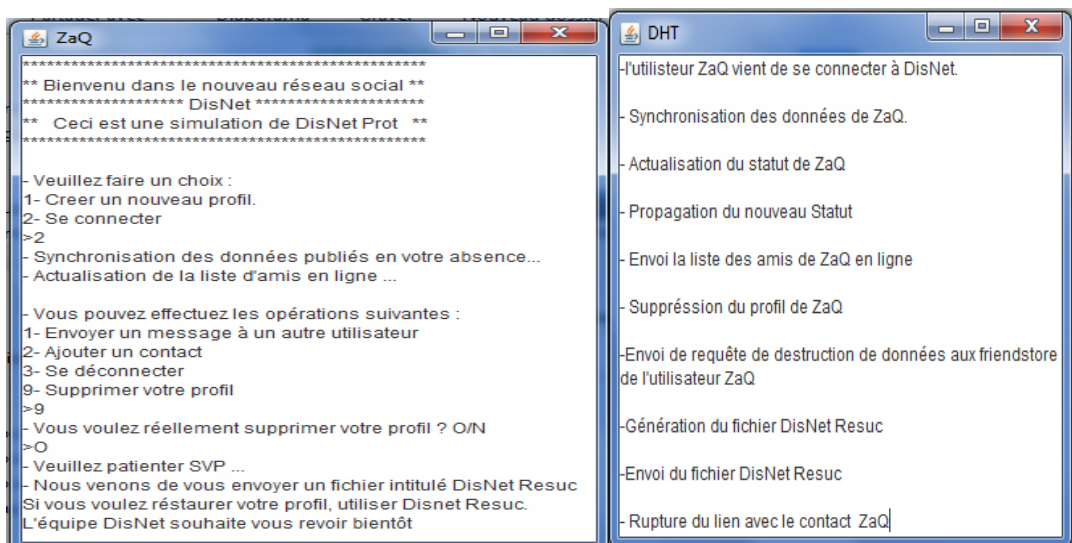 ZaQ
**************************************************
** Bienvenu dans le nouveau réseau social **
******************** DisNet *********************
**   Ceci est une simulation de DisNet Prot   **
**************************************************
- Veuillez faire un choix :
1- Creer un nouveau profil.
2- Se connecter
>2
- Synchronisation des données publiés en votre absence...
- Actualisation de la liste d'amis en ligne ...
- Vous pouvez effectuez les opérations suivantes :
1- Envoyer un message à un autre utilisateur
2- Ajouter un contact
3- Se déconnecter
9- Supprimer votre profil
>9
- Vous voulez réellement supprimer votre profil ? O/N
>O
- Veuillez patienter SVP ...
- Nous venons de vous envoyer un fichier intitulé DisNet Resuc
Si vous voulez réstaurer votre profil, utiliser Disnet Resuc.
L'équipe DisNet souhaite vous revoir bientôt
DHT
-l'utilisteur ZaQ vient de se connecter à DisNet.
- Synchronisation des données de ZaQ.
- Actualisation du statut de ZaQ
- Propagation du nouveau Statut
- Envoi la liste des amis de ZaQ en ligne
- Suppréssion du profil de ZaQ
-Envoi de requête de destruction de données aux friendstore
de l'utilisateur ZaQ
-Génération du fichier DisNet Resuc
-Envoi du fichier DisNet Resuc
- Rupture du lien avec le contact ZaQ